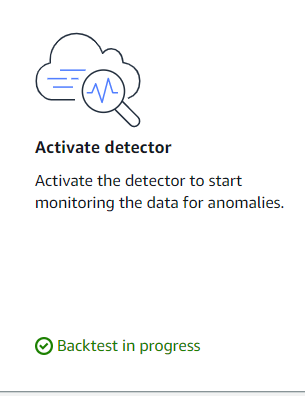 Activate detector
Activate the detector to start
monitoring the data for anomalies.
Backtest in progress